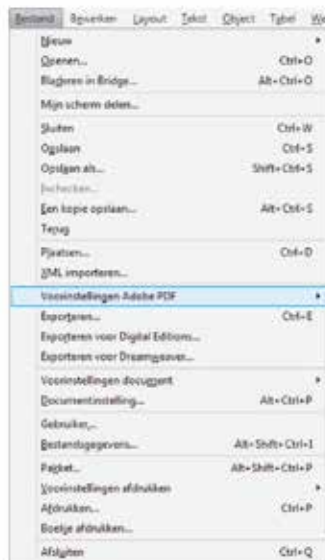 Bestand Bewerken Layout Tekst Object Tabel
Nieuw
Openen... Ctrl+O
Bladeren in Bridge... Alt+Ctrl+O
Mijn scherm delen...
Sluiten Ctrl+W
Opslaan Ctrl+S
Opslaan als... Shift+Ctrl+S
Inchecken...
Een kopie opslaan... Alt+Ctrl+S
Terug
Plaatsen... Ctrl+D
XML importeren...
Voorinstellingen Adobe PDF
Exporteren... Ctrl+E
Exporteren voor Digital Editions...
Exporteren voor Dreamweaver...
Voorinstellingen document
Documentinstelling... Alt+Ctrl+P
Gebruiker...
Bestandsgegevens... Alt+Shift+Ctrl+I
Pakket... Alt+Shift+Ctrl+P
Voorinstellingen afdrukken
Afdrukken... Ctrl+P
Boekje afdrukken...
Afsluiten Ctrl+Q